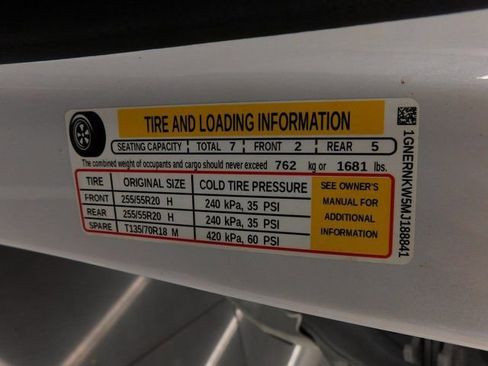 TIRE AND LOADING INFORMATION
SEATING CAPACITY TOTAL 7 FRONT 2 REAR 5
The combined weight of occupants and cargo should never exceed 762 kg or 1681 lbs.
TIRE ORIGINAL SIZE COLD TIRE PRESSURE
FRONT 255/55R20 H 240 kPa, 35 PSI
REAR 255/55R20 H 240 kPa, 35 PSI
SPARE T135/70R18 M 420 kPa, 60 PSI
SEE OWNER'S
MANUAL FOR
ADDITIONAL
INFORMATION
1GNERNKW5MJ188841